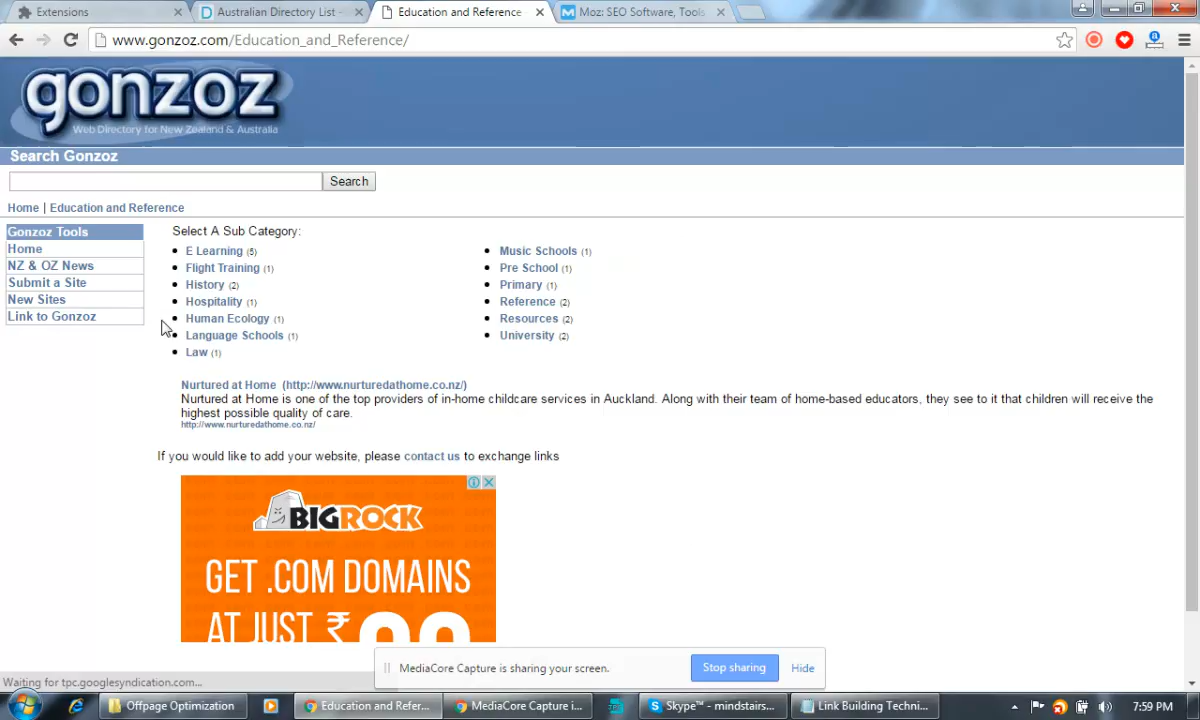 Extensions
Australian Directory List -
Education and Reference
Moz: SEO Software, Tools
www.gonzoz.com/Education_and_Reference/
gonzoz
Web Directory for New Zealand & Australia
Search Gonzoz
Search
Home | Education and Reference
Gonzoz Tools
Home
NZ & OZ News
Submit a Site
New Sites
Link to Gonzoz
Select A Sub Category:
E Learning (5)
Flight Training (1)
History (2)
Hospitality (1)
Human Ecology (1)
Language Schools (1)
Law (1)
Music Schools (1)
Pre School (1)
Primary (1)
Reference (2)
Resources (2)
University (2)
Nurtured at Home (http://www.nurturedathome.co.nz/)
Nurtured at Home is one of the top providers of in-home childcare services in Auckland. Along with their team of home-based educators, they see to it that children will receive the
highest possible quality of care.
http://www.nurturedathome.co.nz/
If you would like to add your website, please contact us to exchange links
BIGROCK
GET .COM DOMAINS
AT JUST ₹
MediaCore Capture is sharing your screen.
Stop sharing
Hide
Waiting for tpc.googlesyndication.com...
Offpage Optimization
Education and Refer...
MediaCore Capture i...
Skype™ - mindstairs...
Link Building Techni...
7:59 PM